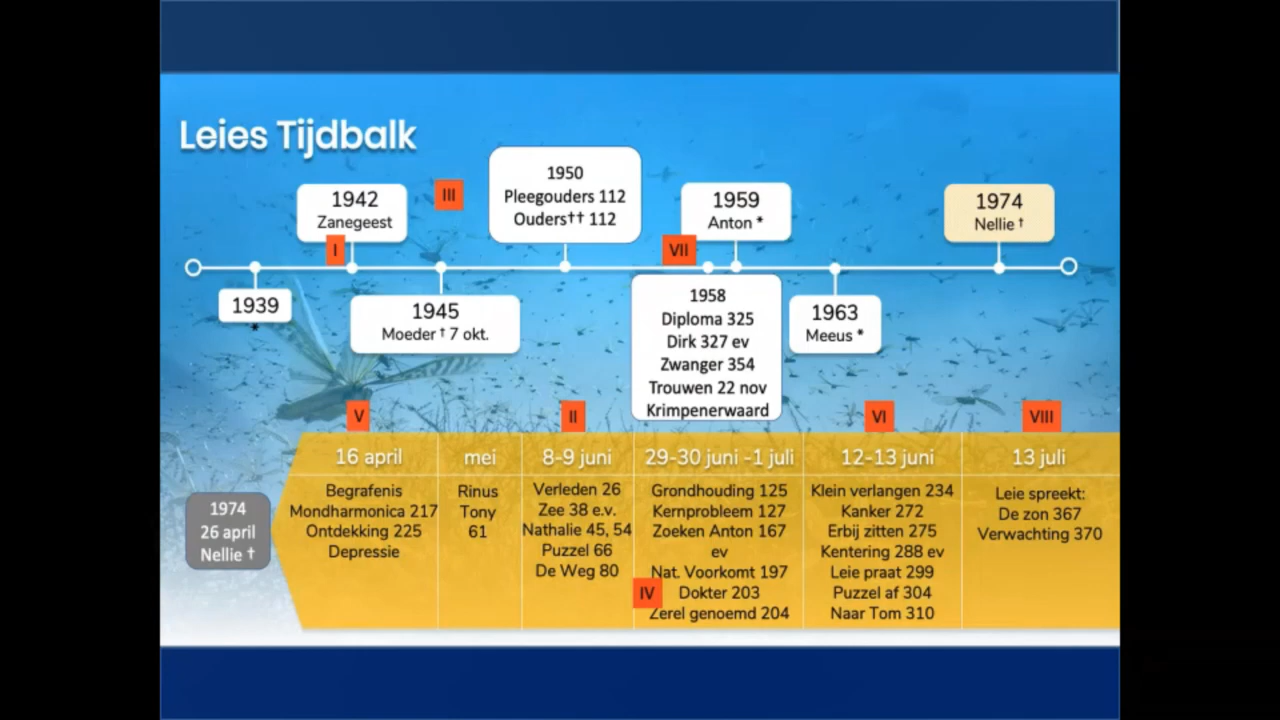 Leies Tijdbalk
1942
Zanegeest
III
1950
Pleegouders 112
Ouders†† 112
1959
Anton *
1974
Nellie †
I
VII
1939
*
1945
Moeder † 7 okt.
1958
Diploma 325
Dirk 327 ev
Zwanger 354
Trouwen 22 nov
Krimpenerwaard
1963
Meeus *
V
II
VI
VIII
1974
26 april
Nellie †
16 april
Begrafenis
Mondharmonica 217
Ontdekking 225
Depressie
mei
Rinus
Tony
61
8-9 juni
Verleden 26
Zee 38 e.v.
Nathalie 45, 54
Puzzel 66
De Weg 80
29-30 juni -1 juli
Grondhouding 125
Kernprobleem 127
Zoeken Anton 167
ev
Nat. Voorkomt 197
IV
Dokter 203
Zerel genoemd 204
12-13 juni
Klein verlangen 234
Kanker 272
Erbij zitten 275
Kentering 288 ev
Leie praat 299
Puzzel af 304
Naar Tom 310
13 juli
Leie spreekt:
De zon 367
Verwachting 370